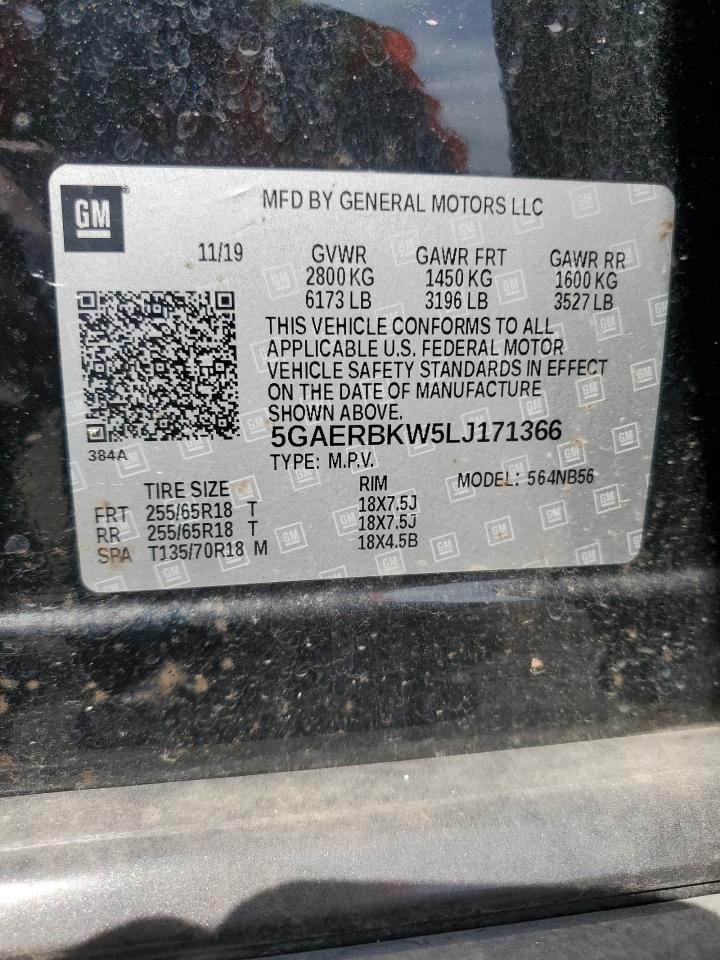 GM
MFD BY GENERAL MOTORS LLC
11/19 GVWR GAWR FRT GAWR RR
2800 KG 1450 KG 1600 KG
6173 LB 3196 LB 3527 LB
THIS VEHICLE CONFORMS TO ALL
APPLICABLE U.S. FEDERAL MOTOR
VEHICLE SAFETY STANDARDS IN EFFECT
ON THE DATE OF MANUFACTURE
SHOWN ABOVE.
384A
5GAERBKW5LJ171366
TYPE: M.P.V. MODEL: 564NB56
TIRE SIZE RIM
FRT 255/65R18 T 18X7.5J
RR 255/65R18 T 18X7.5J
SPA T135/70R18 M 18X4.5B